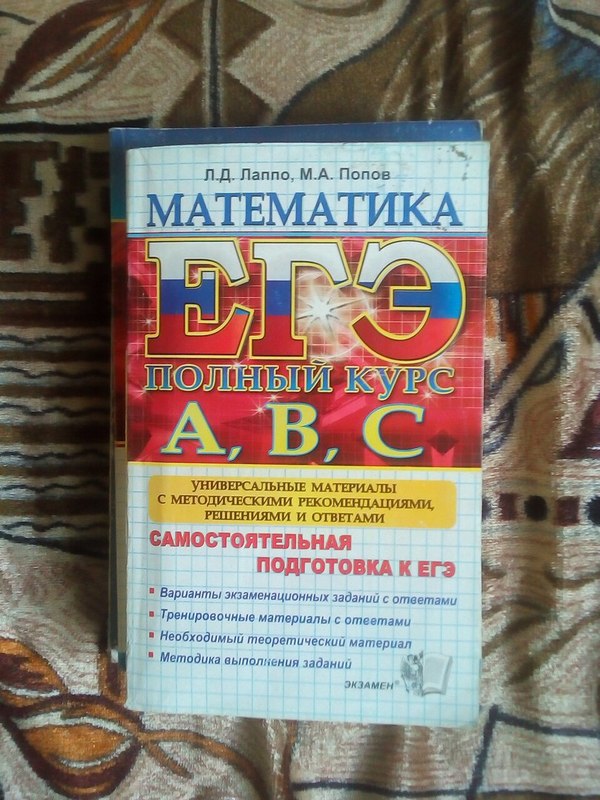 Л.Д. Лаппо, М.А. Попов
МАТЕМАТИКА
ЕГЭ
ПОЛНЫЙ КУРС
А, В, С
УНИВЕРСАЛЬНЫЕ МАТЕРИАЛЫ
С МЕТОДИЧЕСКИМИ РЕКОМЕНДАЦИЯМИ,
РЕШЕНИЯМИ И ОТВЕТАМИ
САМОСТОЯТЕЛЬНАЯ
ПОДГОТОВКА К ЕГЭ
Варианты экзаменационных заданий с ответами
Тренировочные материалы с ответами
Необходимый теоретический материал
Методика выполнения заданий
ЭКЗАМЕН®